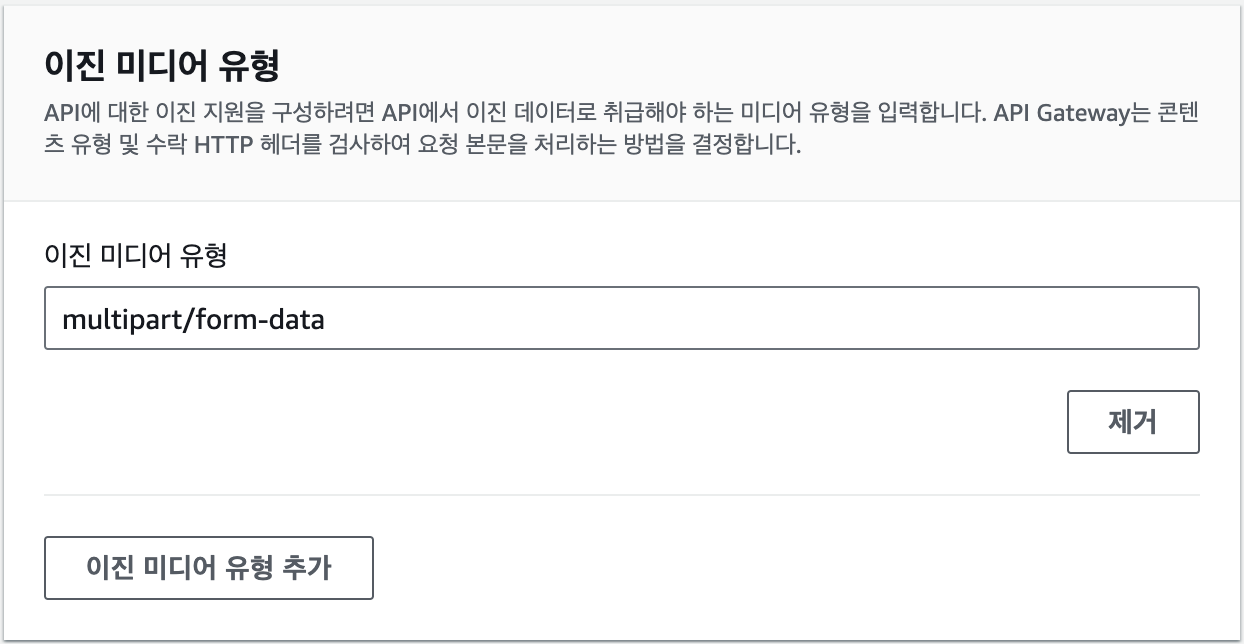 이진 미디어 유형
API에 대한 이진 지원을 구성하려면 API에서 이진 데이터로 취급해야 하는 미디어 유형을 입력합니다. API Gateway는 콘텐
츠 유형 및 수락 HTTP 헤더를 검사하여 요청 본문을 처리하는 방법을 결정합니다.
이진 미디어 유형
multipart/form-data
제거
이진 미디어 유형 추가